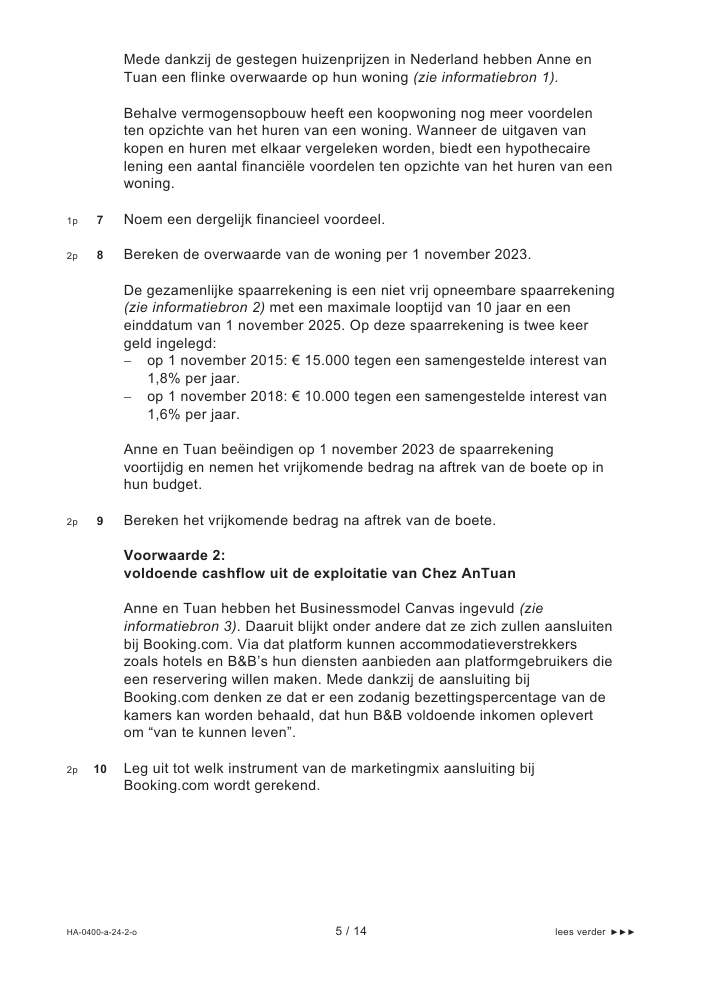 Mede dankzij de gestegen huizenprijzen in Nederland hebben Anne en
Tuan een flinke overwaarde op hun woning (zie informatiebron 1).
Behalve vermogensopbouw heeft een koopwoning nog meer voordelen
ten opzichte van het huren van een woning. Wanneer de uitgaven van
kopen en huren met elkaar vergeleken worden, biedt een hypothecaire
lening een aantal financiële voordelen ten opzichte van het huren van een
woning.
1p 7 Noem een dergelijk financieel voordeel.
2p 8 Bereken de overwaarde van de woning per 1 november 2023.
De gezamenlijke spaarrekening is een niet vrij opneembare spaarrekening
(zie informatiebron 2) met een maximale looptijd van 10 jaar en een
einddatum van 1 november 2025. Op deze spaarrekening is twee keer
geld ingelegd:
– op 1 november 2015: € 15.000 tegen een samengestelde interest van
1,8% per jaar.
– op 1 november 2018: € 10.000 tegen een samengestelde interest van
1,6% per jaar.
Anne en Tuan beëindigen op 1 november 2023 de spaarrekening
voortijdig en nemen het vrijkomende bedrag na aftrek van de boete op in
hun budget.
2p 9 Bereken het vrijkomende bedrag na aftrek van de boete.
Voorwaarde 2:
voldoende cashflow uit de exploitatie van Chez AnTuan
Anne en Tuan hebben het Businessmodel Canvas ingevuld (zie
informatiebron 3). Daaruit blijkt onder andere dat ze zich zullen aansluiten
bij Booking.com. Via dat platform kunnen accommodatieverstrekkers
zoals hotels en B&B's hun diensten aanbieden aan platformgebruikers die
een reservering willen maken. Mede dankzij de aansluiting bij
Booking.com denken ze dat er een zodanig bezettingspercentage van de
kamers kan worden behaald, dat hun B&B voldoende inkomen oplevert
om “van te kunnen leven”.
2p 10 Leg uit tot welk instrument van de marketingmix aansluiting bij
Booking.com wordt gerekend.
HA-0400-a-24-2-o 5 / 14 lees verder ►►►